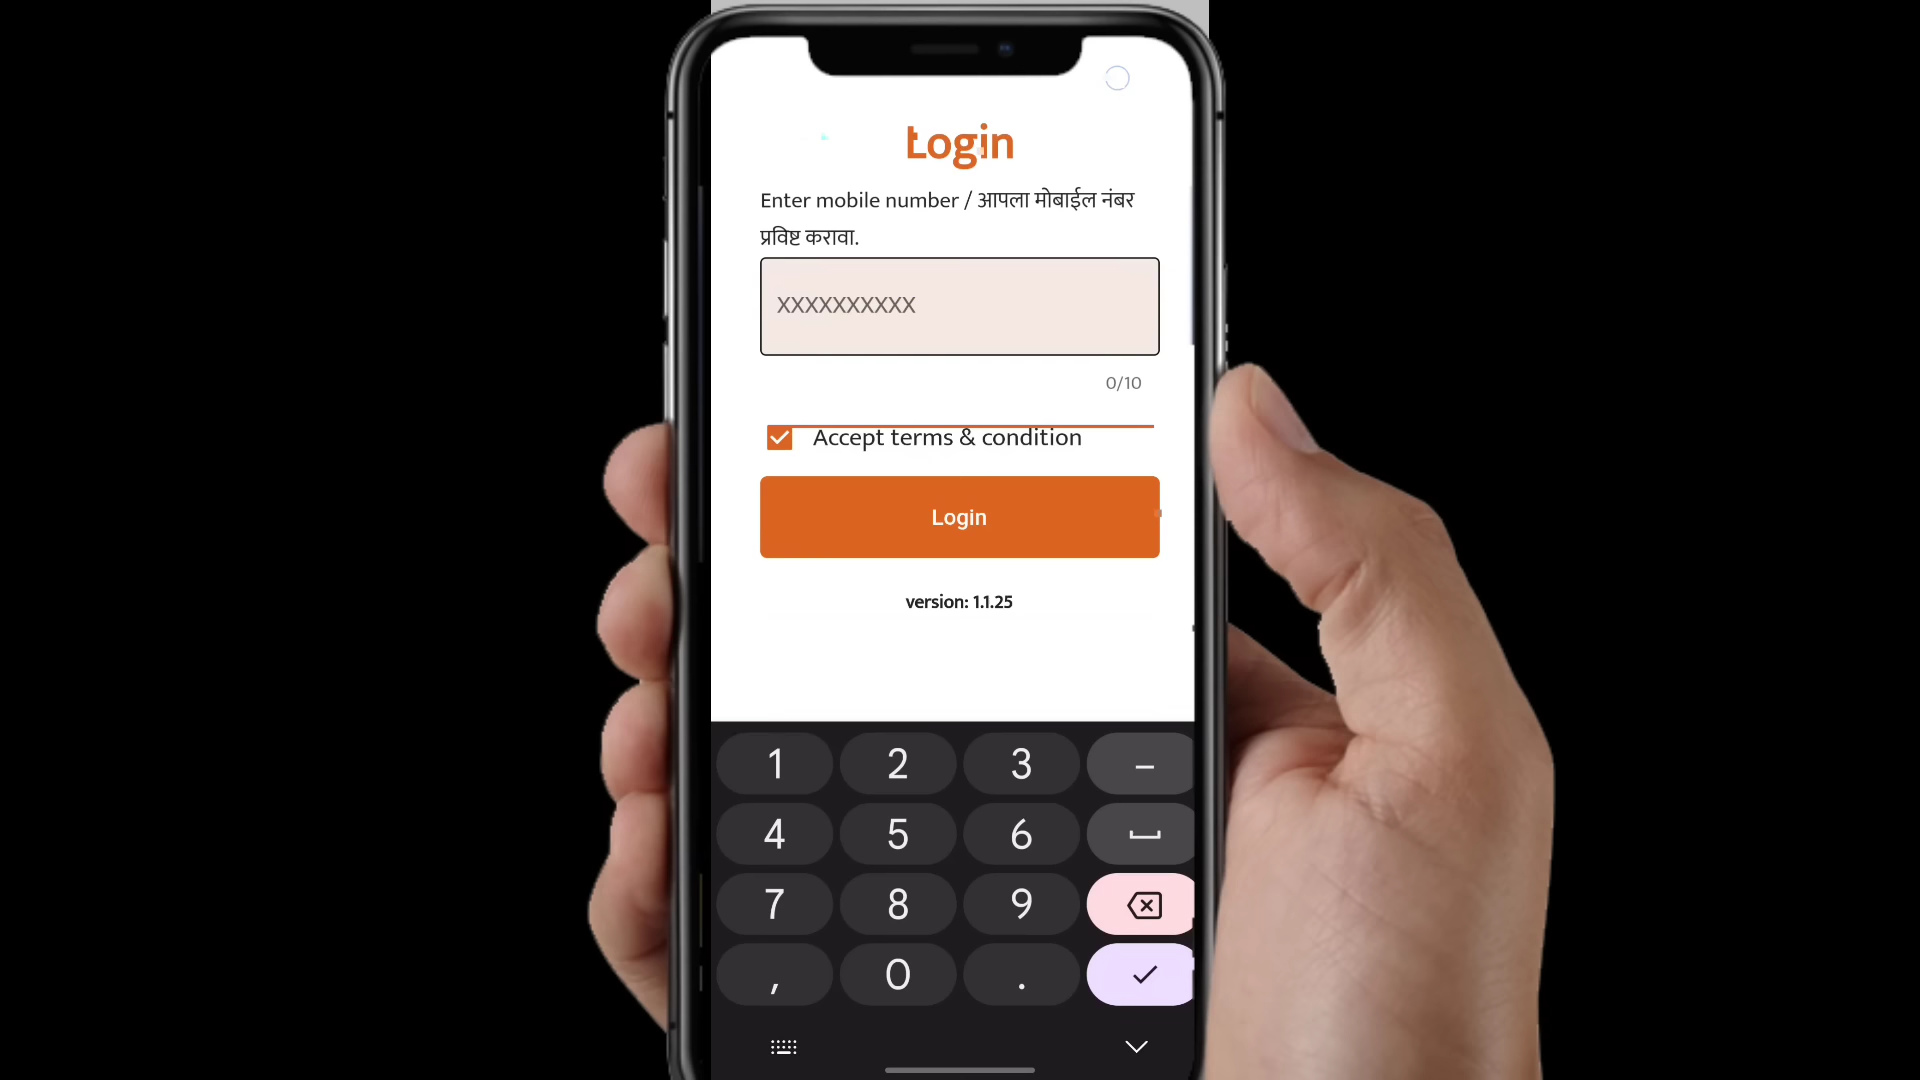 Login
Enter mobile number / आपला मोबाईल नंबर
प्रविष्ट करावा.
XXXXXXXXXX
0/10
Accept terms & condition
Login
version: 1.1.25
1 2 3 –
4 5 6
7 8 9
, 0 .